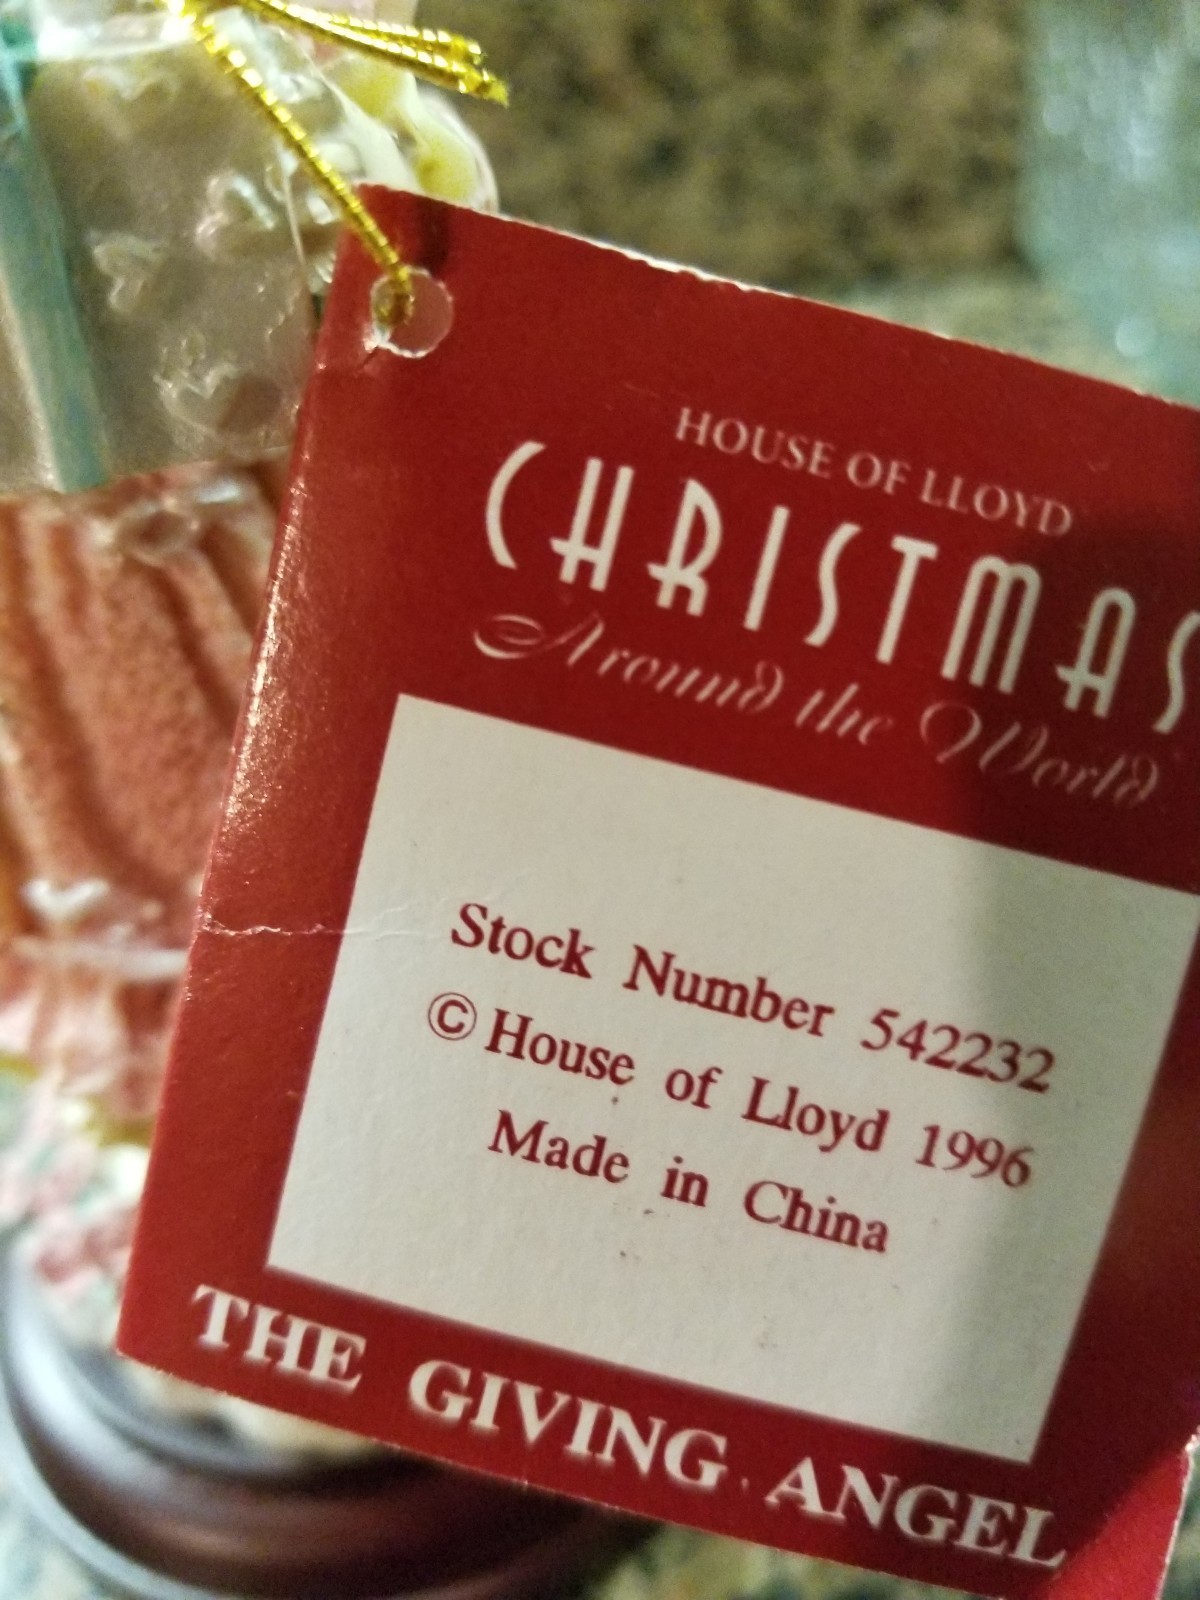 HOUSE OF LLOYD
CHRISTMAS
Around the World
Stock Number 542232
© House of Lloyd 1996
Made in China
THE GIVING ANGEL